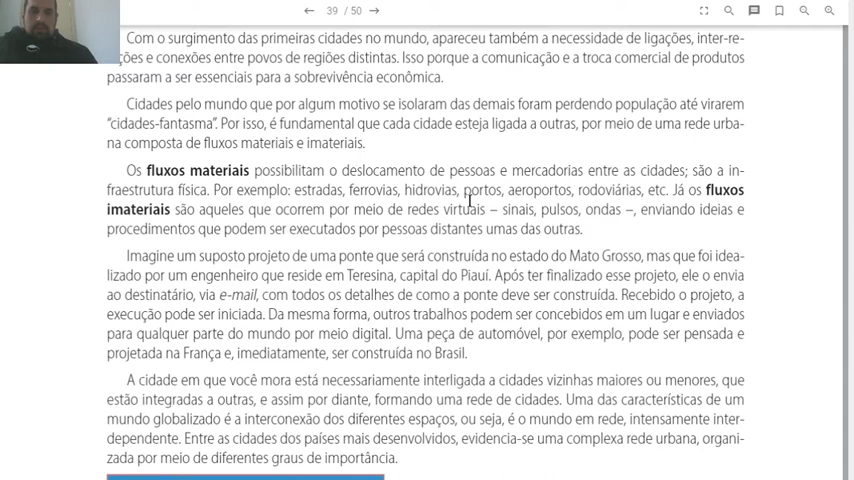 39 / 50
Com o surgimento das primeiras cidades no mundo, apareceu também a necessidade de ligações, inter-re-
ções e conexões entre povos de regiões distintas. Isso porque a comunicação e a troca comercial de produtos
passaram a ser essenciais para a sobrevivência econômica.
Cidades pelo mundo que por algum motivo se isolaram das demais foram perdendo população até virarem
“cidades-fantasma”. Por isso, é fundamental que cada cidade esteja ligada a outras, por meio de uma rede urba-
na composta de fluxos materiais e imateriais.
Os fluxos materiais possibilitam o deslocamento de pessoas e mercadorias entre as cidades; são a in-
fraestrutura física. Por exemplo: estradas, ferrovias, hidrovias, portos, aeroportos, rodoviárias, etc. Já os fluxos
imateriais são aqueles que ocorrem por meio de redes virtuais – sinais, pulsos, ondas –, enviando ideias e
procedimentos que podem ser executados por pessoas distantes umas das outras.
Imagine um suposto projeto de uma ponte que será construída no estado do Mato Grosso, mas que foi idea-
lizado por um engenheiro que reside em Teresina, capital do Piauí. Após ter finalizado esse projeto, ele o envia
ao destinatário, via e-mail, com todos os detalhes de como a ponte deve ser construída. Recebido o projeto, a
execução pode ser iniciada. Da mesma forma, outros trabalhos podem ser concebidos em um lugar e enviados
para qualquer parte do mundo por meio digital. Uma peça de automóvel, por exemplo, pode ser pensada e
projetada na França e, imediatamente, ser construída no Brasil.
A cidade em que você mora está necessariamente interligada a cidades vizinhas maiores ou menores, que
estão integradas a outras, e assim por diante, formando uma rede de cidades. Uma das características de um
mundo globalizado é a interconexão dos diferentes espaços, ou seja, é o mundo em rede, intensamente inter-
dependente. Entre as cidades dos países mais desenvolvidos, evidencia-se uma complexa rede urbana, organi-
zada por meio de diferentes graus de importância.